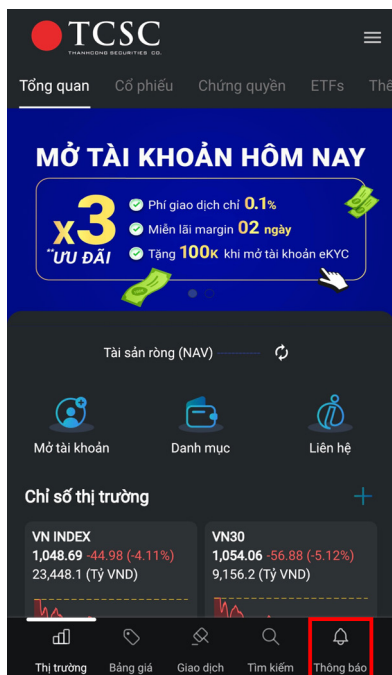 TCSC
THANHCONG SECURITIES CO.
Tổng quan Cổ phiếu Chứng quyền ETFs Thê
MỞ TÀI KHOẢN HÔM NAY
x3
**ƯU ĐÃI
Phí giao dịch chỉ 0.1%
Miễn lãi margin 02 ngày
Tặng 100K khi mở tài khoản eKYC
Tài sản ròng (NAV)
Mở tài khoản Danh mục Liên hệ
Chỉ số thị trường
VN INDEX
1,048.69 -44.98 (-4.11%)
23,448.1 (Tỷ VND)
VN30
1,054.06 -56.88 (-5.12%)
9,156.2 (Tỷ VND)
Thị trường Bảng giá Giao dịch Tìm kiếm Thông báo